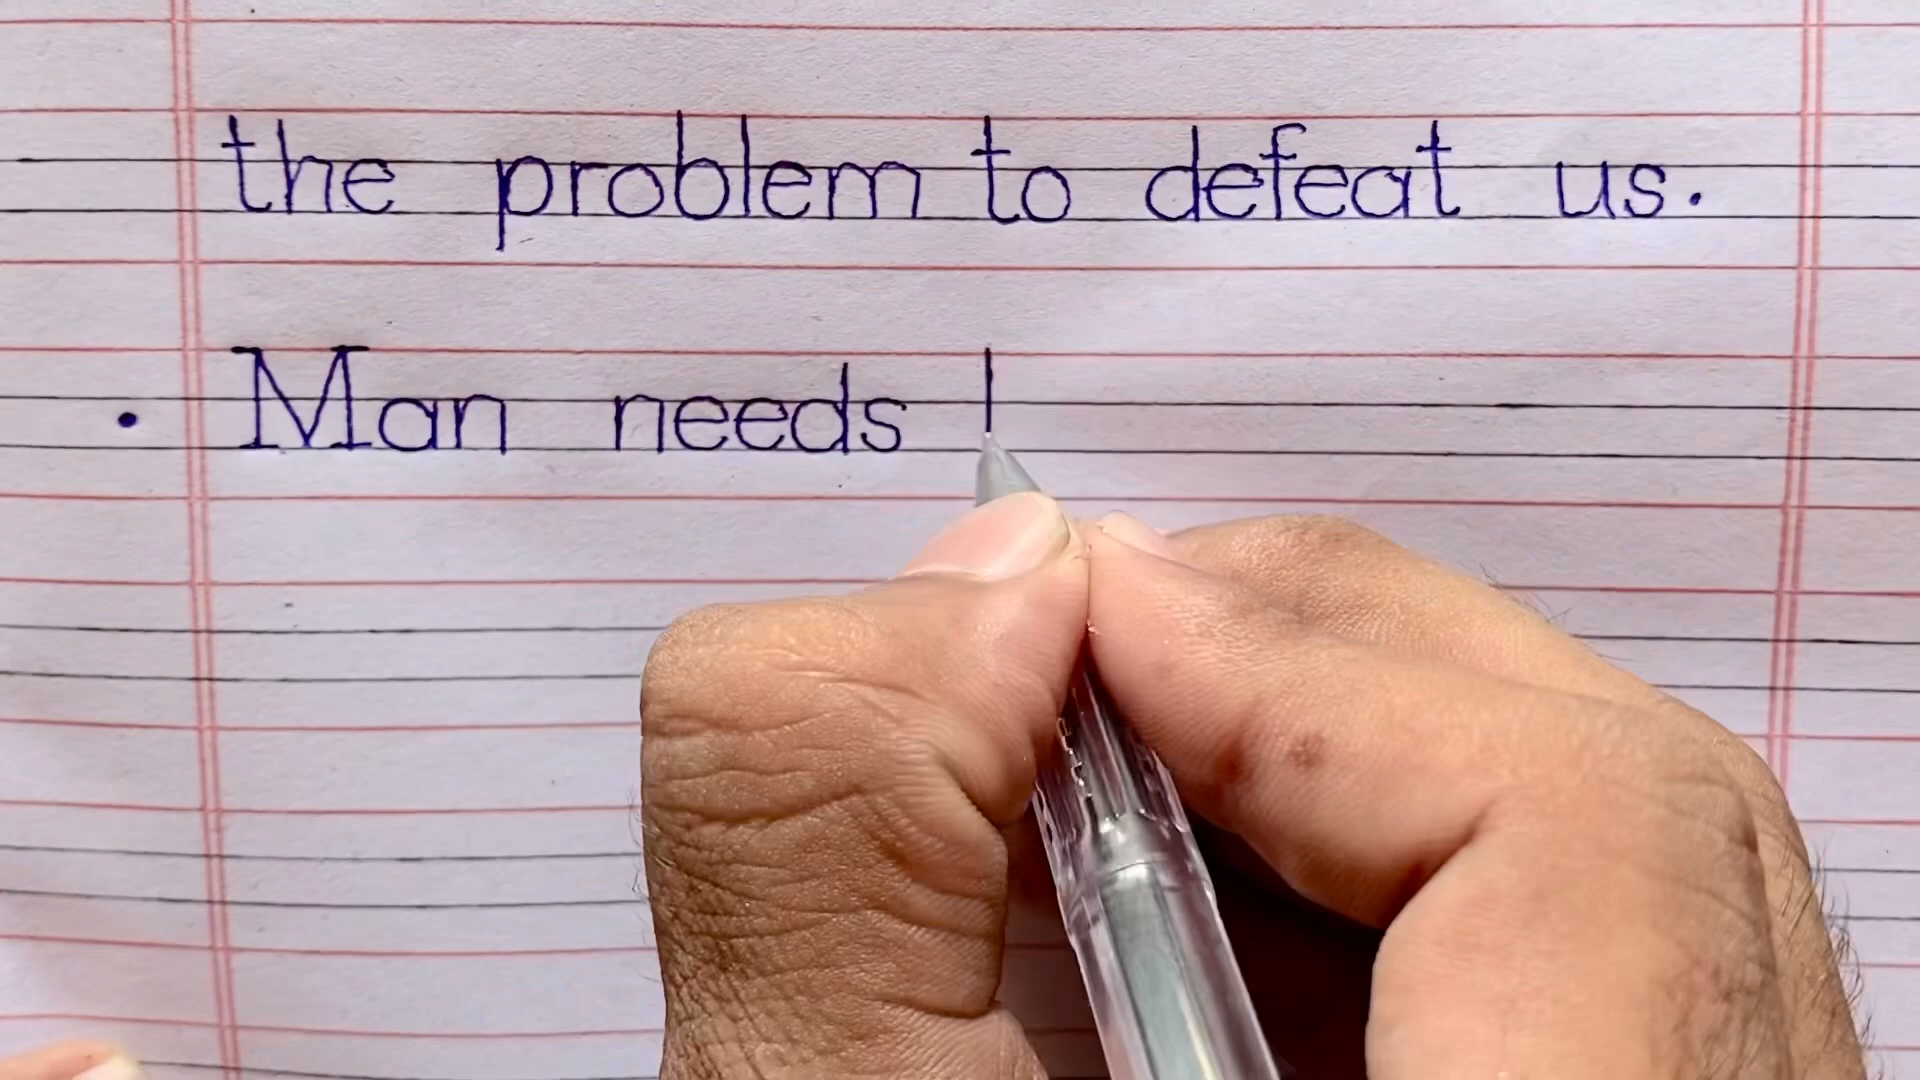 the problem to defeat us.
• Man needs